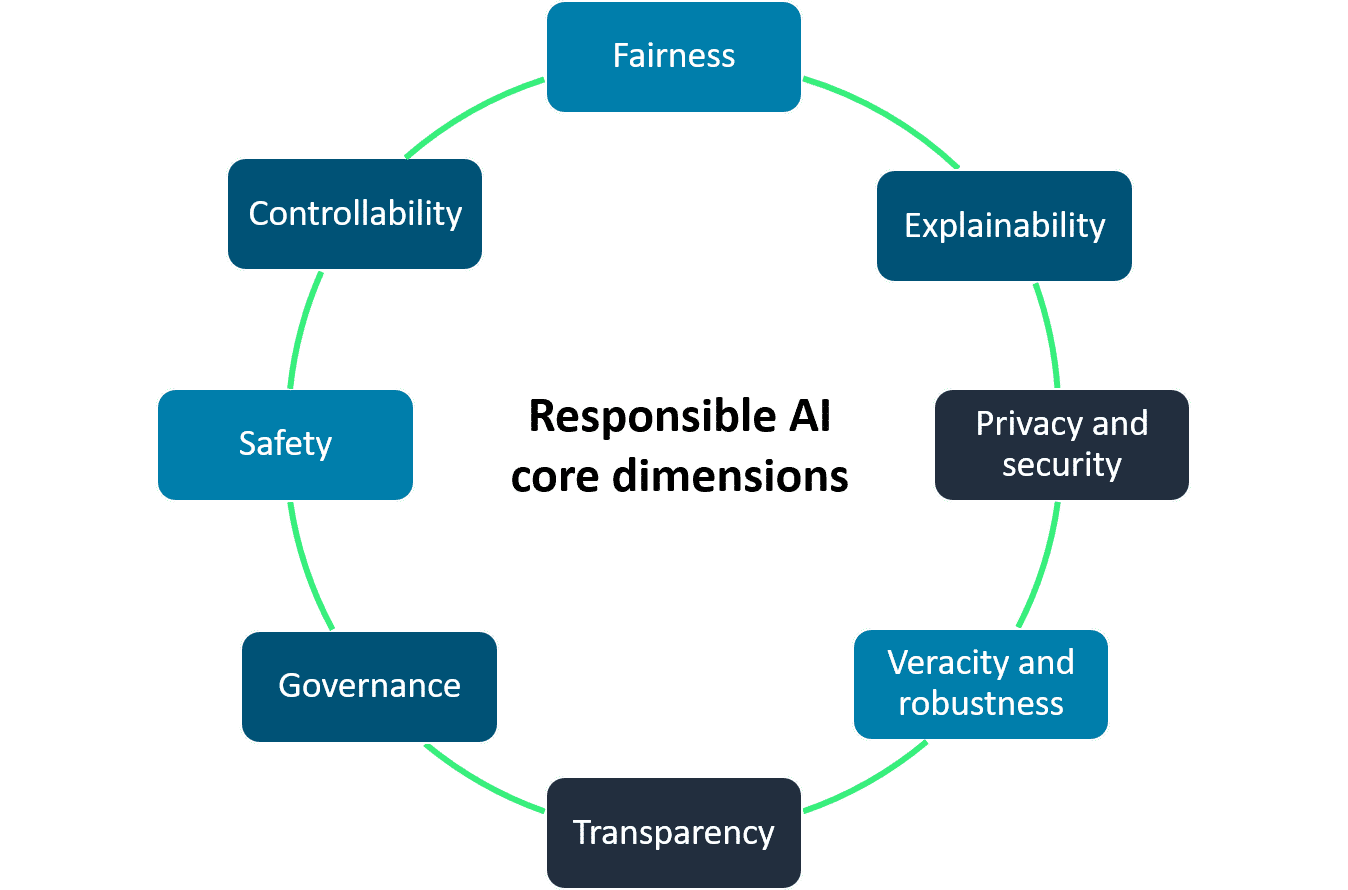 Fairness
Controllability
Explainability
Responsible AI
core dimensions
Safety
Privacy and
security
Governance
Veracity and
robustness
Transparency